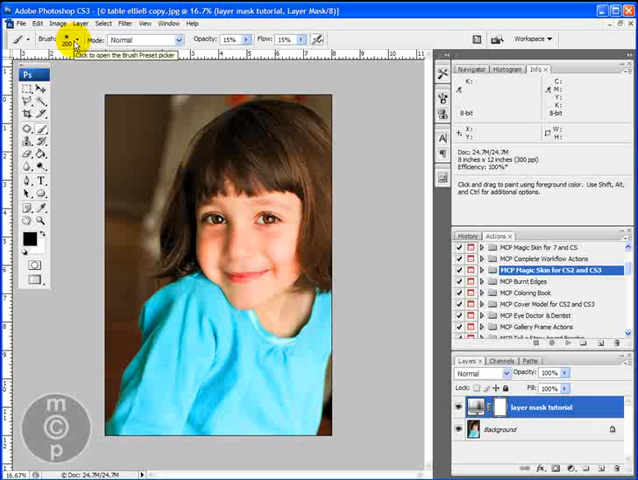 Adobe Photoshop CS3 - [© table ellieB copy.jpg @ 16.7% (layer mask tutorial, Layer Mask/8)]
File Edit Image Layer Select Filter View Window Help
Brush: 200 Mode: Normal Opacity: 15% Flow: 15% Workspace
Click to open the Brush Preset picker
Ps
Navigator Histogram Info
K:
8-bit
C:
M:
Y:
K:
8-bit
X:
Y:
W:
H:
Doc: 24.7M/24.7M
8 inches x 12 inches (300 ppi)
Efficiency: 100%*
Click and drag to paint using foreground color. Use Shift, Alt,
and Ctrl for additional options.
History Actions
MCP Magic Skin for 7 and CS
MCP Complete Workflow Actions
MCP Magic Skin for CS2 and CS3
MCP Burnt Edges
MCP Coloring Book
MCP Cover Model for CS2 and CS3
MCP Eye Doctor & Dentist
MCP Gallery Frame Actions
Layers Channels Paths
Normal Opacity: 100%
Lock: Fill: 100%
layer mask tutorial
Background
m
c p
16.67% Doc: 24.7M/24.7M